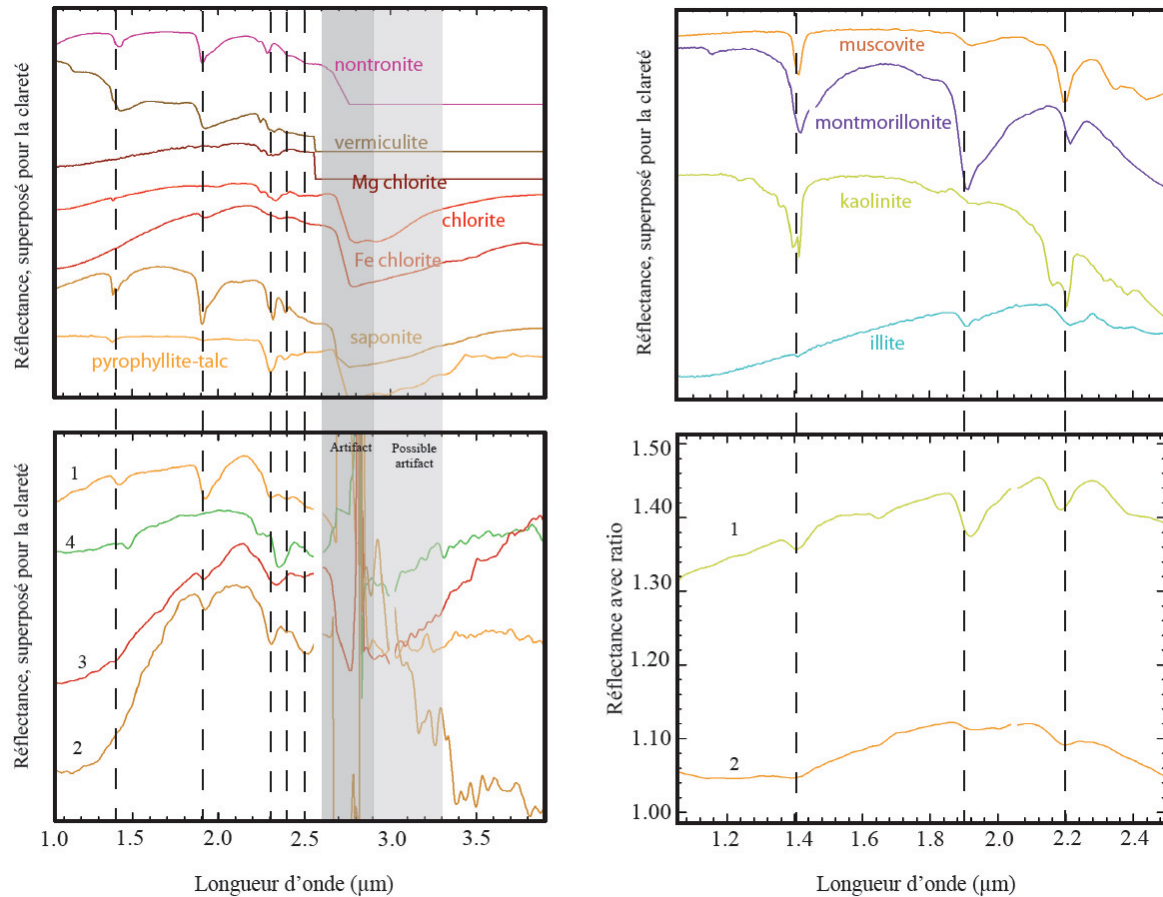 Réflectance, superposé pour la clareté
nontronite
vermiculite
Mg chlorite
chlorite
Fe chlorite
saponite
pyrophyllite-talc
Réflectance, superposé pour la clareté
muscovite
montmorillonite
kaolinite
illite
Réflectance, superposé pour la clareté
Artifact
Possible
artifact
1
4
3
2
1.0 1.5 2.0 2.5 3.0 3.5
Longueur d'onde (µm)
Réflectance avec ratio
1.50
1.40
1.30
1.20
1.10
1.00
1
2
1.2 1.4 1.6 1.8 2.0 2.2 2.4
Longueur d'onde (µm)